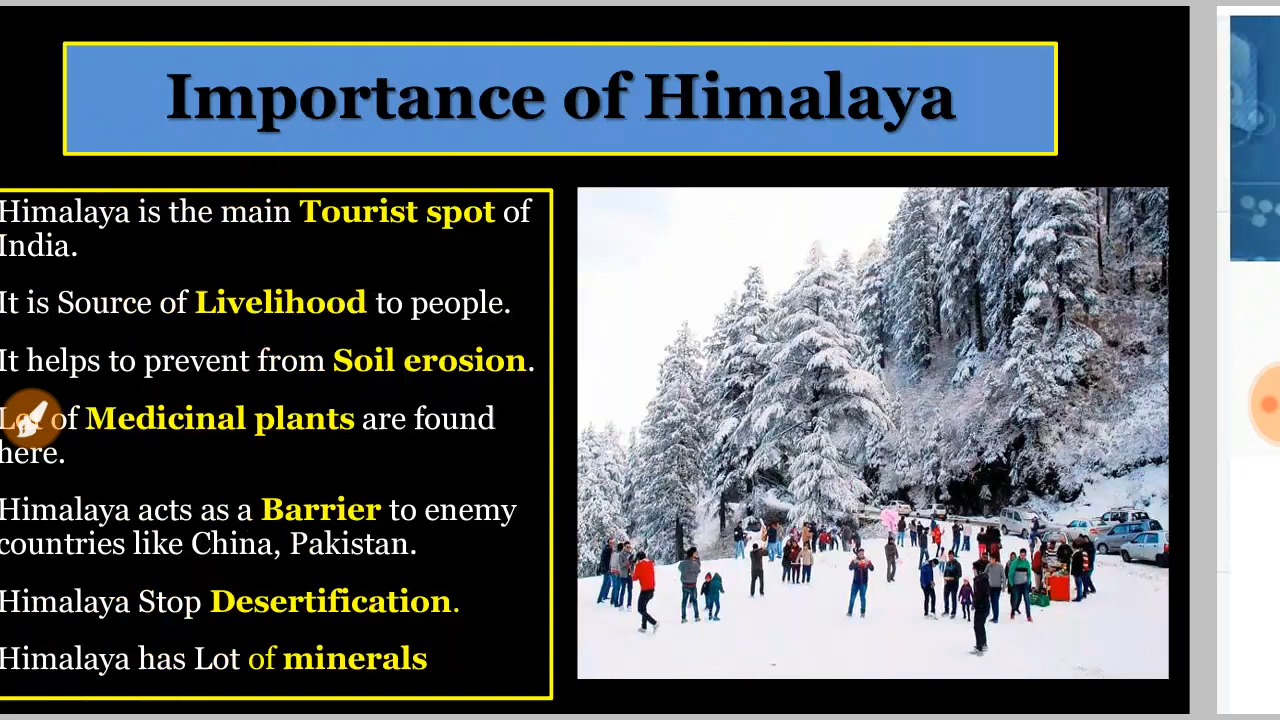 Importance of Himalaya
Himalaya is the main Tourist spot of
India.
It is Source of Livelihood to people.
It helps to prevent from Soil erosion.
Lot of Medicinal plants are found
here.
Himalaya acts as a Barrier to enemy
countries like China, Pakistan.
Himalaya Stop Desertification.
Himalaya has Lot of minerals